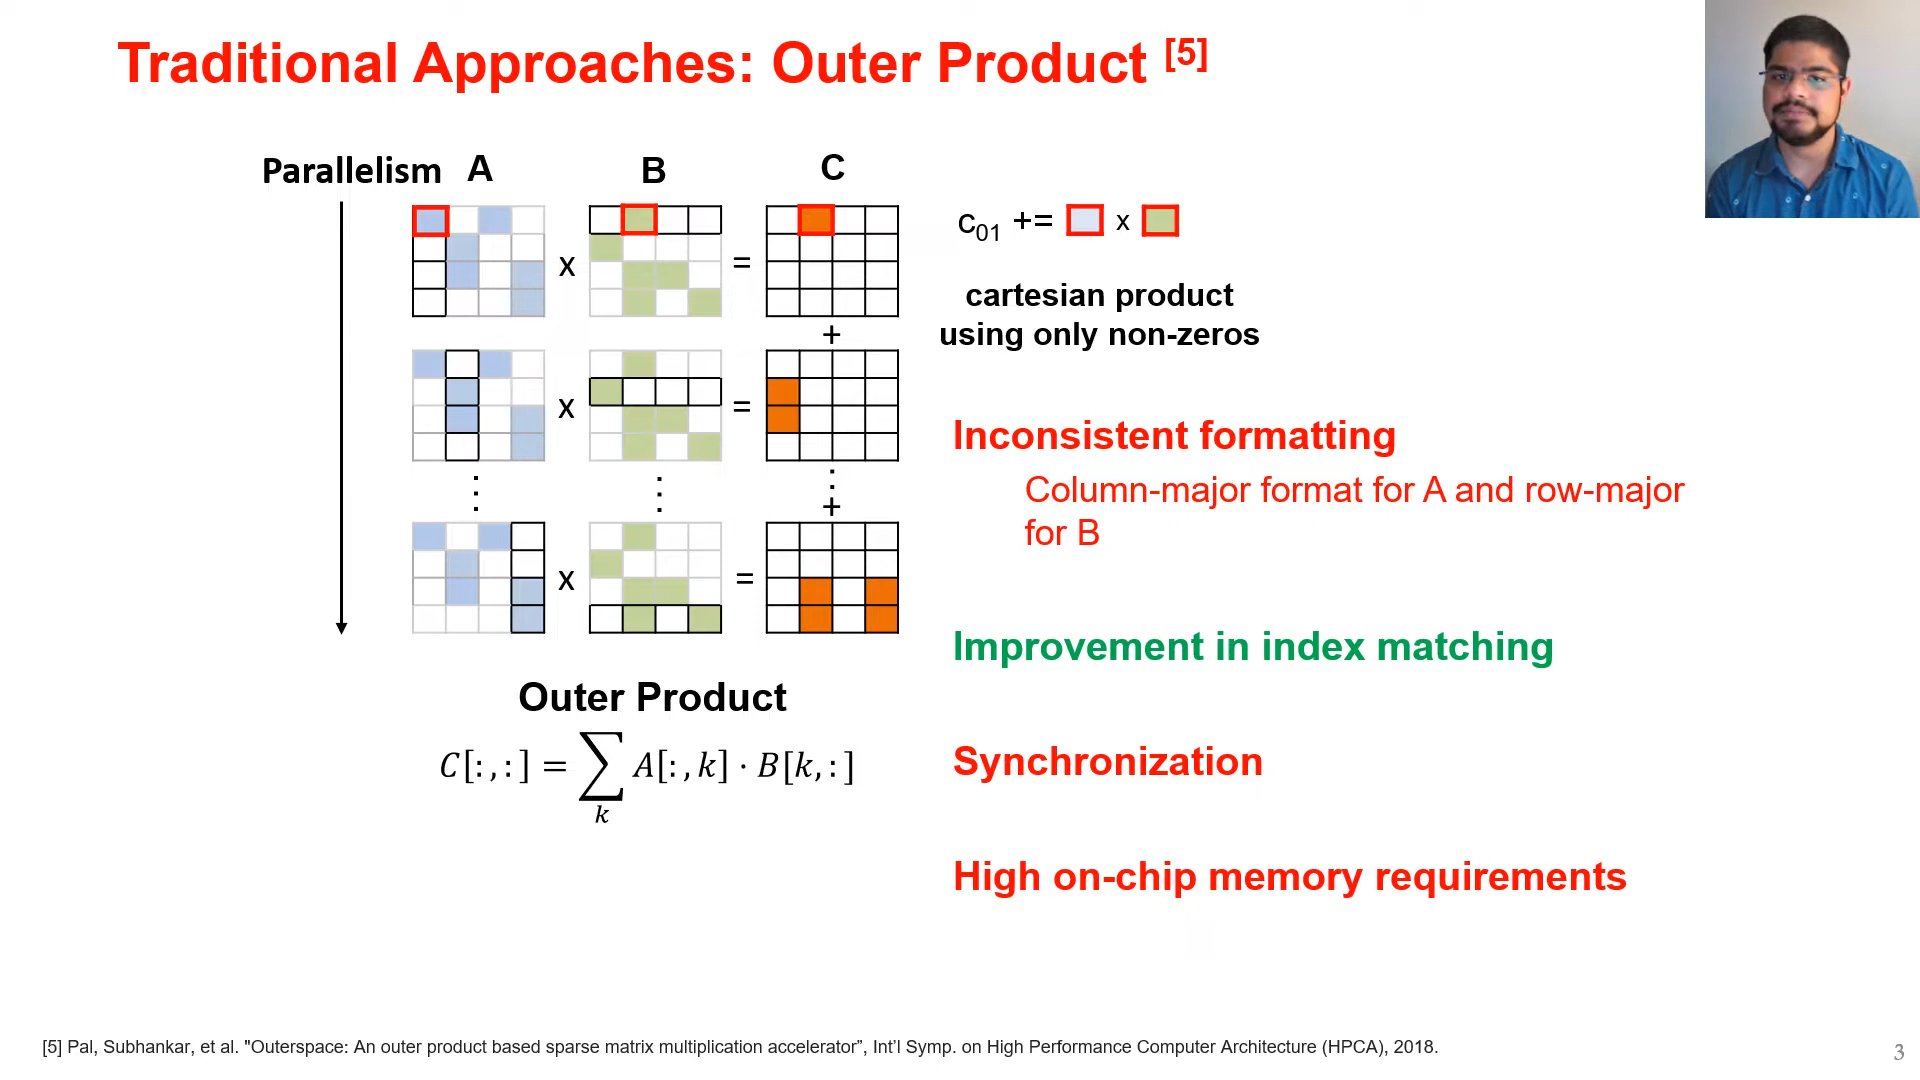 Traditional Approaches: Outer Product [5]
Parallelism A B C
x =
c01 += x
cartesian product
using only non-zeros
+
x =
⋮ ⋮ ⋮
+
x =
Inconsistent formatting
Column-major format for A and row-major
for B
Improvement in index matching
Outer Product
C[:,:] = ∑k A[:,k] · B[k,:]
Synchronization
High on-chip memory requirements
[5] Pal, Subhankar, et al. "Outerspace: An outer product based sparse matrix multiplication accelerator”, Int’l Symp. on High Performance Computer Architecture (HPCA), 2018.
3